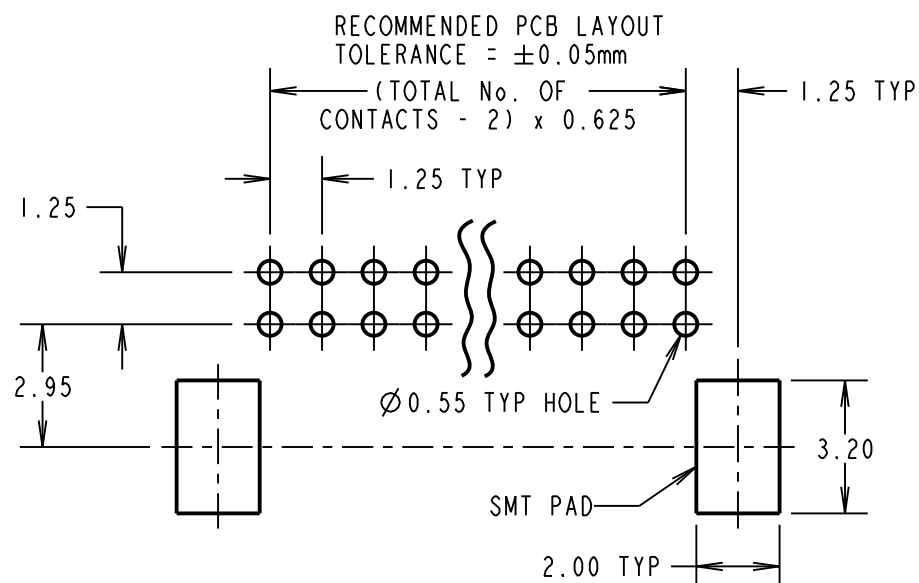 RECOMMENDED PCB LAYOUT
TOLERANCE = ±0.05mm
(TOTAL No. OF
CONTACTS - 2) x 0.625
1.25 TYP
1.25 TYP
1.25
2.95
Ø0.55 TYP HOLE
3.20
SMT PAD
2.00 TYP